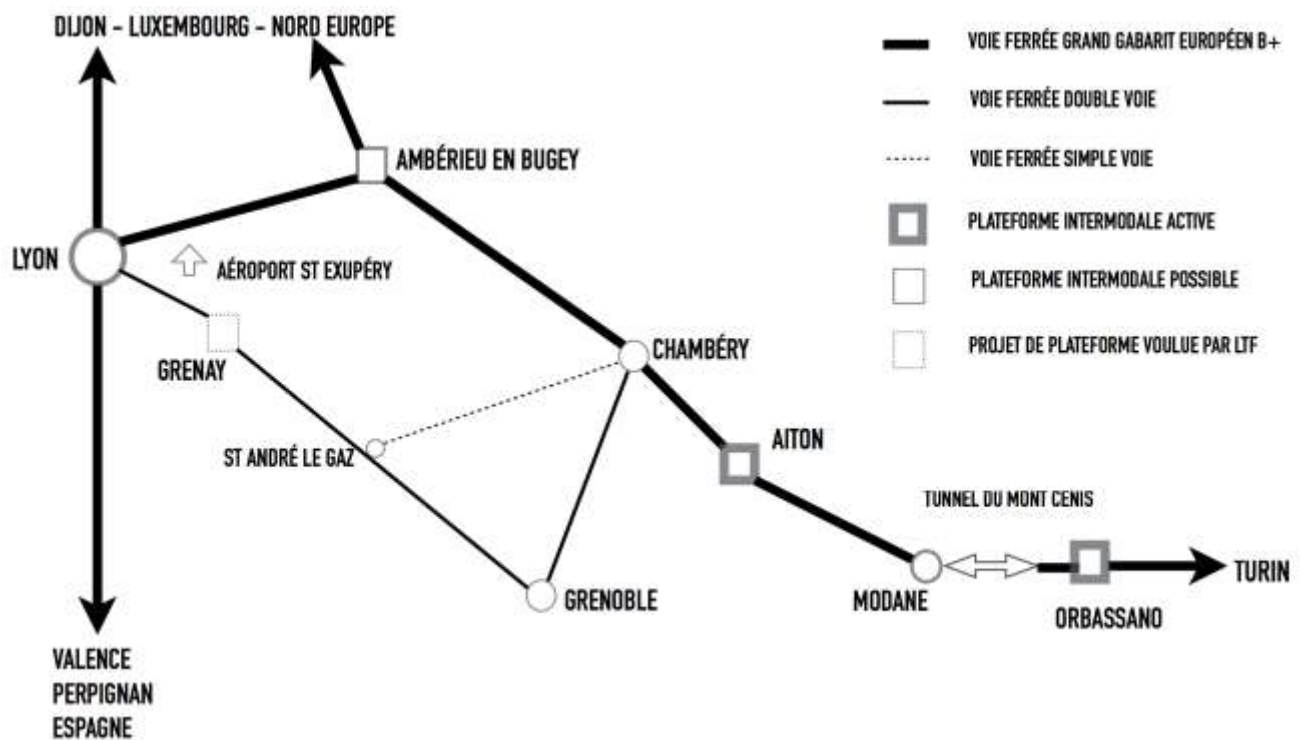 DIJON - LUXEMBOURG - NORD EUROPE
VOIE FERRÉE GRAND GABARIT EUROPÉEN B+
VOIE FERRÉE DOUBLE VOIE
VOIE FERRÉE SIMPLE VOIE
PLATEFORME INTERMODALE ACTIVE
PLATEFORME INTERMODALE POSSIBLE
PROJET DE PLATEFORME VOULUE PAR LTF
AMBÉRIEU EN BUGEY
LYON
AÉROPORT ST EXUPÉRY
GRENAY
CHAMBÉRY
ST ANDRÉ LE GAZ
AITON
TUNNEL DU MONT CENIS
GRENOBLE
MODANE
ORBASSANO
TURIN
VALENCE
PERPIGNAN
ESPAGNE